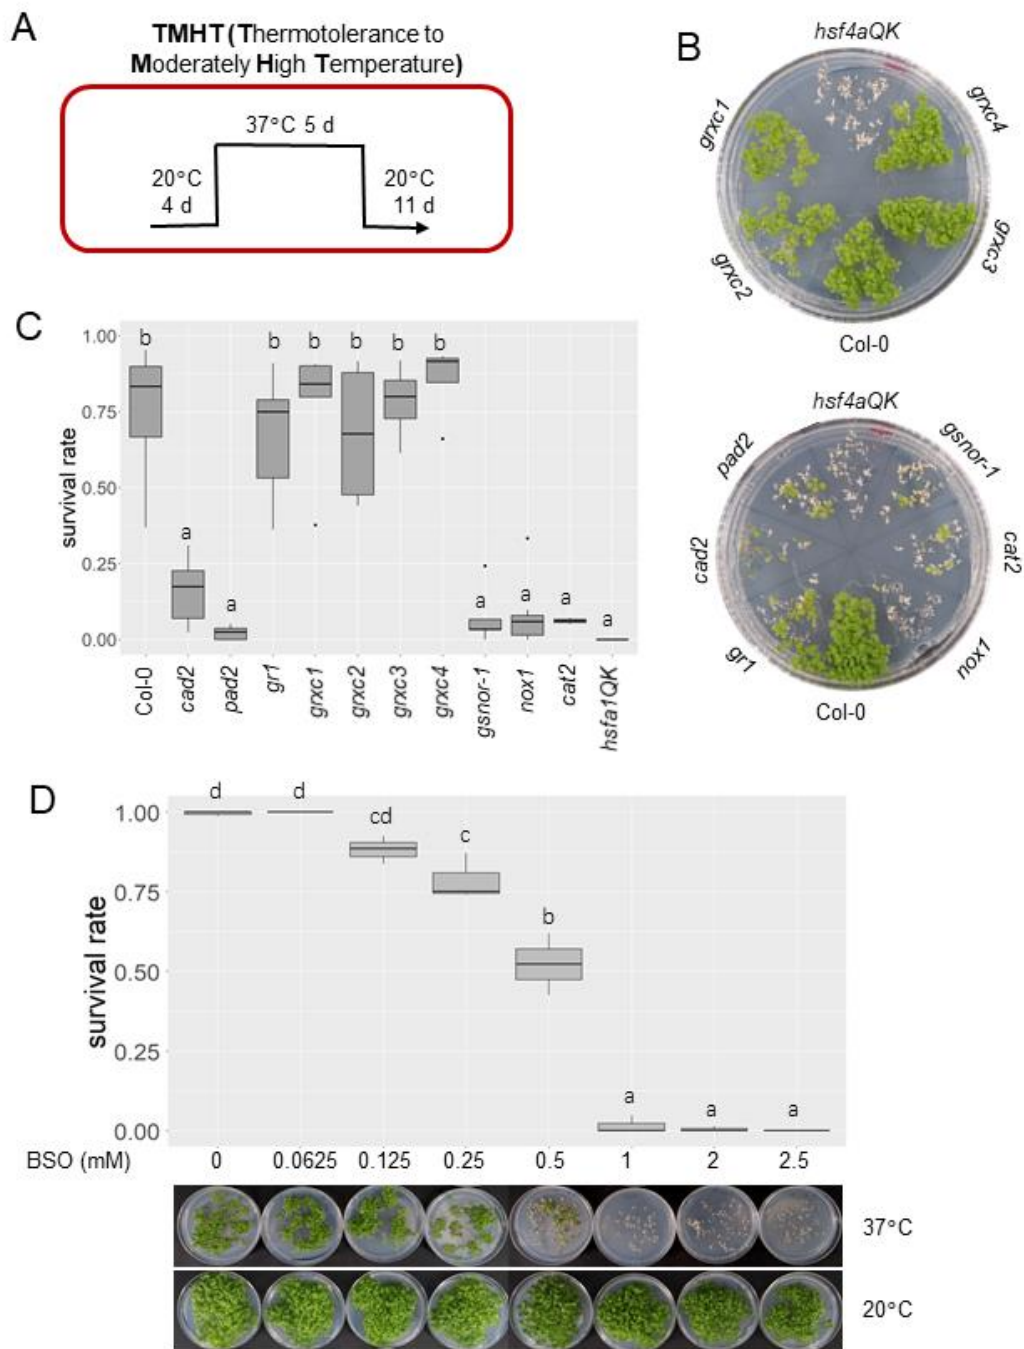 A
TMHT (Thermotolerance to
Moderately High Temperature)
37°C 5 d
20°C
4 d
20°C
11 d
B
hsf4aQK
grxc1
grxc4
grxc2
grxc3
Col-0
hsf4aQK
pad2
gsnor-1
cad2
cat2
gr1
nox1
Col-0
C
survival rate
1.00
0.75
0.50
0.25
0.00
b
a
a
b
b
b
b
b
a
a
a
a
Col-0
cad2
pad2
gr1
grxc1
grxc2
grxc3
grxc4
gsnor-1
nox1
cat2
hsfa1QK
D
survival rate
1.00
0.75
0.50
0.25
0.00
d
d
cd
c
b
a
a
a
BSO (mM)
0
0.0625
0.125
0.25
0.5
1
2
2.5
37°C
20°C